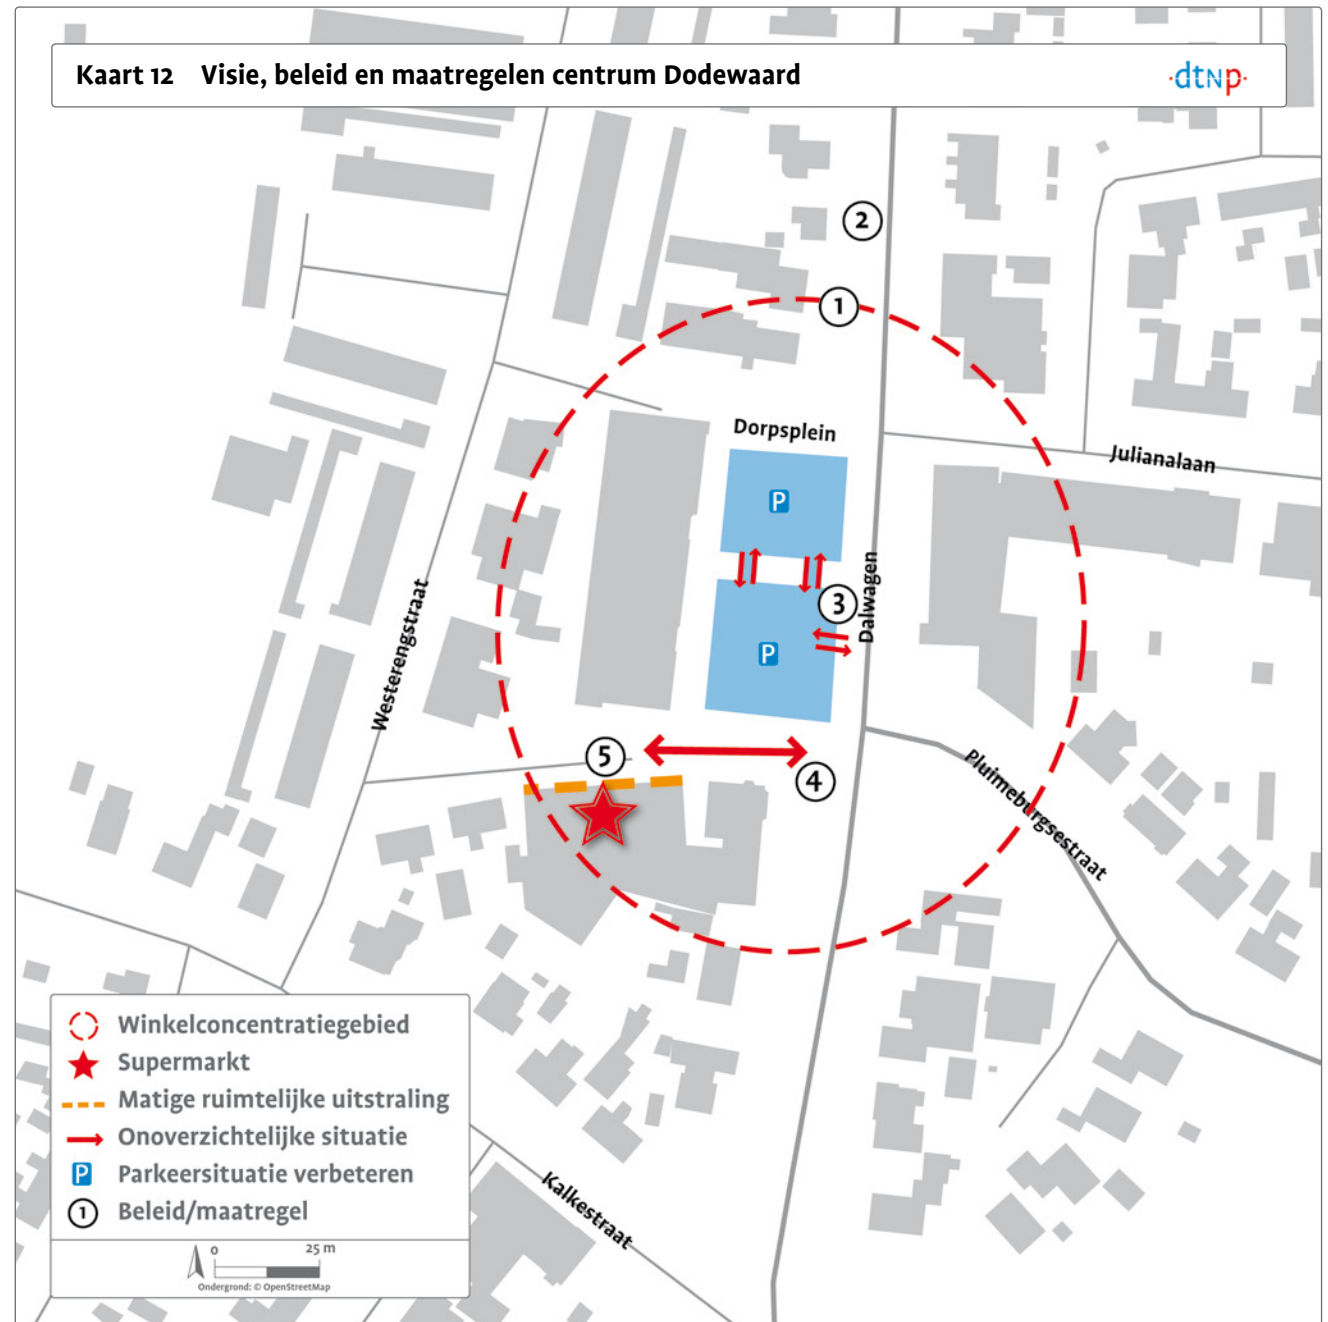 Kaart 12 Visie, beleid en maatregelen centrum Dodewaard
·dtnp·
2
1
Dorpsplein
Julianalaan
P
Dalwagen
3
Westerengstraat
P
5
4
Pluimeburgsestraat
Winkelconcentratiegebied
Supermarkt
Matige ruimtelijke uitstraling
Onoverzichtelijke situatie
P Parkeersituatie verbeteren
1 Beleid/maatregel
Kalkestraat
0 25 m
Ondergrond: © OpenStreetMap